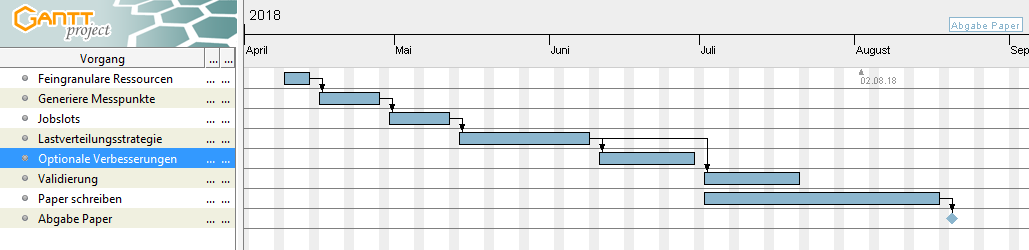 GANTT
project
2018
Abgabe Paper
April Mai Juni Juli August Sep
Vorgang ... ...
02.08.18
Feingranulare Ressourcen ... ...
Generiere Messpunkte ... ...
Jobslots ... ...
Lastverteilungsstrategie ... ...
Optionale Verbesserungen ... ...
Validierung ... ...
Paper schreiben ... ...
Abgabe Paper ... ...